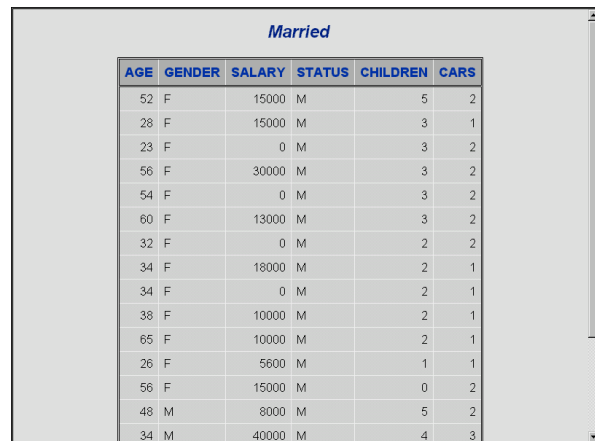 Married
AGE GENDER SALARY STATUS CHILDREN CARS
52 F 15000 M 5 2
28 F 15000 M 3 1
23 F 0 M 3 2
56 F 30000 M 3 2
54 F 0 M 3 2
60 F 13000 M 3 2
32 F 0 M 2 2
34 F 18000 M 2 1
34 F 0 M 2 1
38 F 10000 M 2 1
65 F 10000 M 2 1
26 F 5600 M 1 1
56 F 15000 M 0 2
48 M 8000 M 5 2
34 M 40000 M 4 3